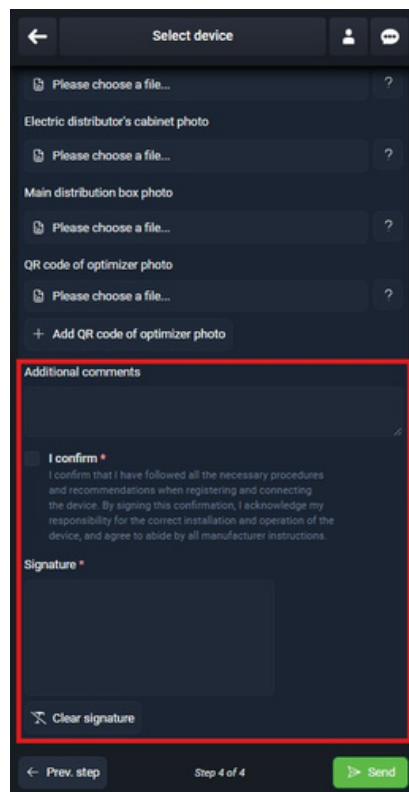 Select device
Please choose a file...
?
Electric distributor's cabinet photo
Please choose a file...
?
Main distribution box photo
Please choose a file...
?
QR code of optimizer photo
Please choose a file...
?
+ Add QR code of optimizer photo
Additional comments
I confirm *
I confirm that I have followed all the necessary procedures
and recommendations when registering and connecting
the device. By signing this confirmation, I acknowledge my
responsibility for the correct installation and operation of the
device, and agree to abide by all manufacturer instructions.
Signature *
Clear signature
← Prev. step
Step 4 of 4
Send